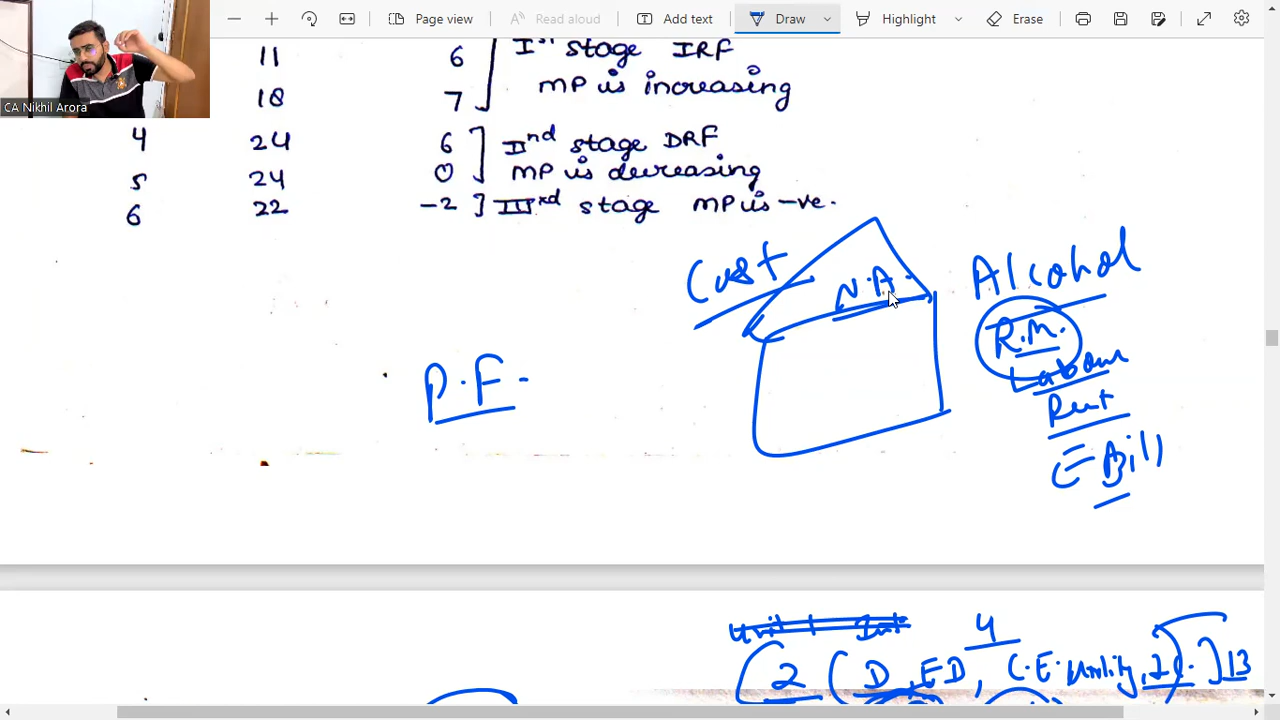 Page view
Read aloud
Add text
Draw
Highlight
Erase
CA Nikhil Arora
11 6 Ist stage IRF
18 7 MP is increasing
4 24 6 IInd stage DRF
5 24 0 MP is decreasing
6 22 -2 IIIrd stage MP is -ve.
Cost
N.A.
Alcohol
R.M.
Labour
Rent
E Bill
P.F.
4
2 ( D , ED , C.E. Utility, 13